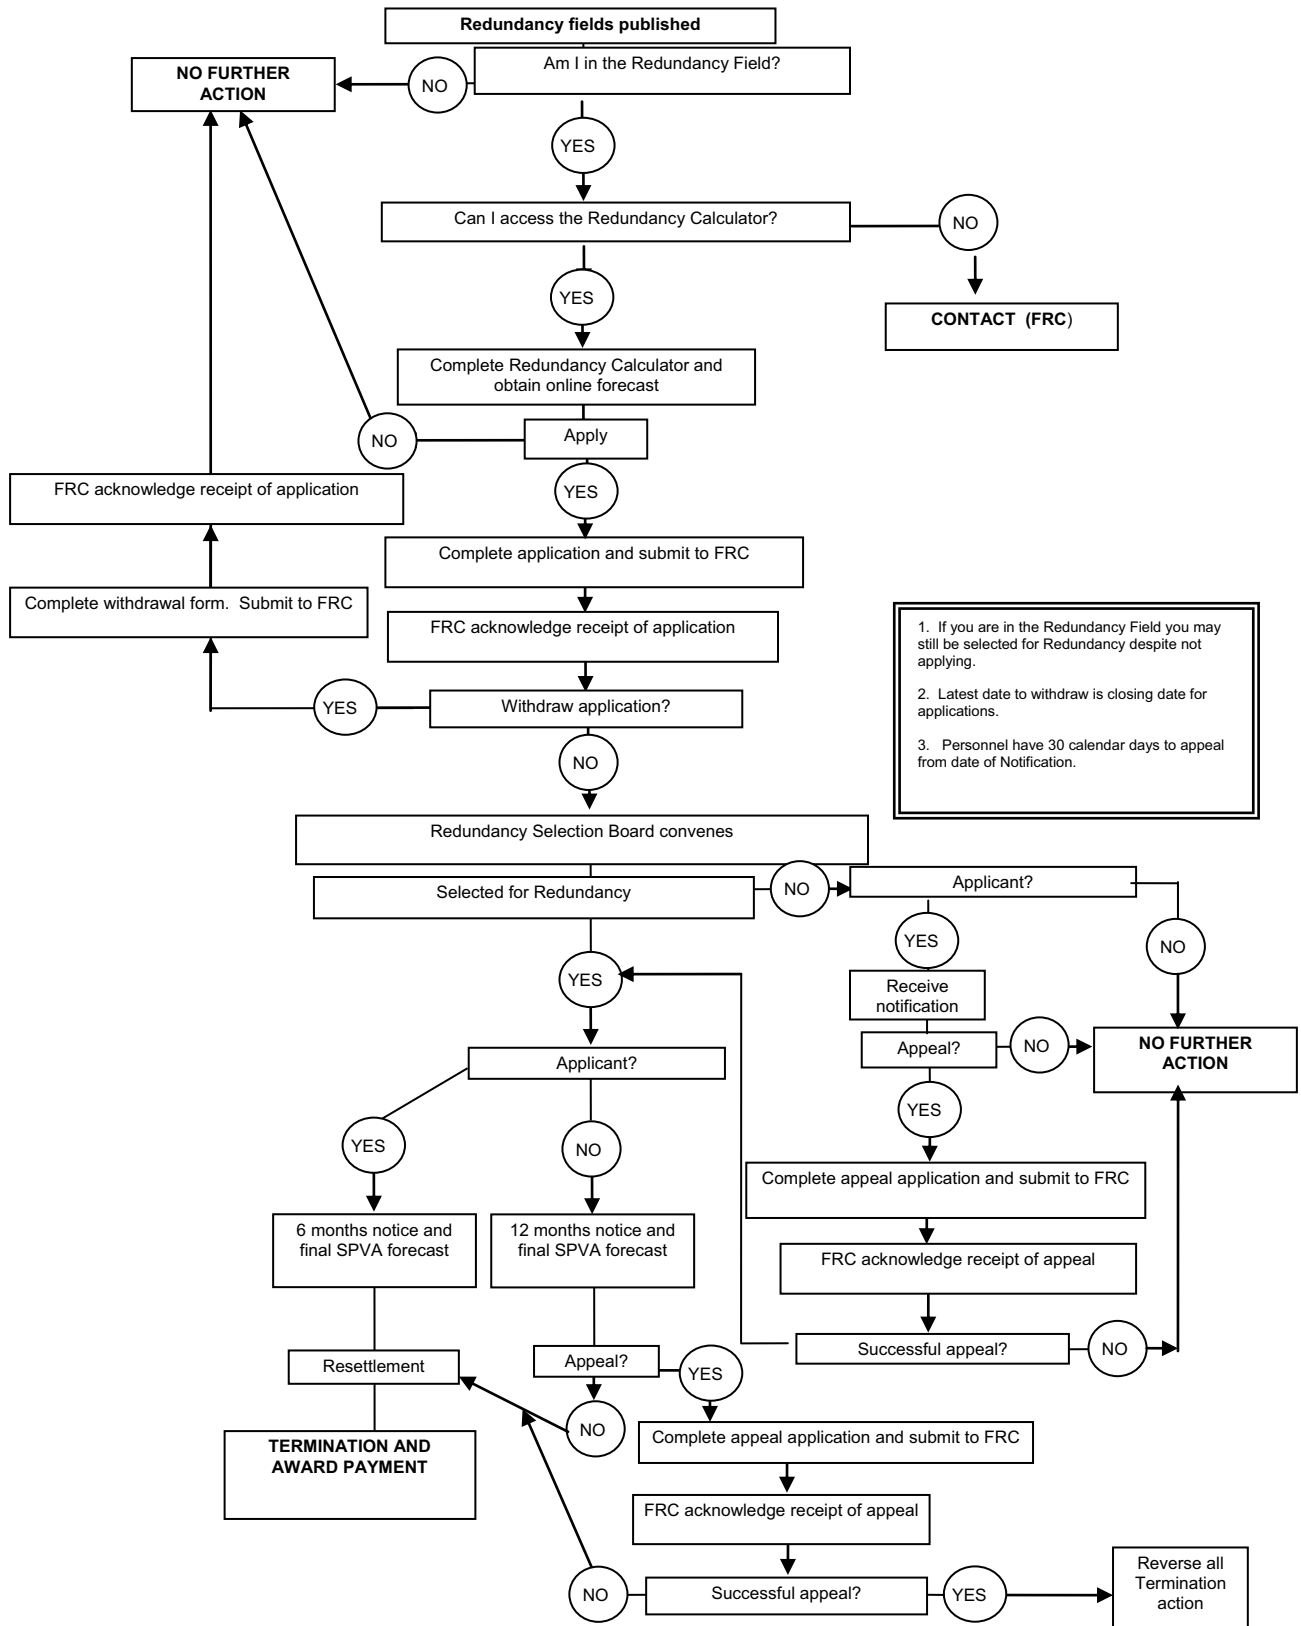 Redundancy fields published
Am I in the Redundancy Field?
NO FURTHER
ACTION
NO
YES
Can I access the Redundancy Calculator?
NO
YES
CONTACT (FRC)
Complete Redundancy Calculator and
obtain online forecast
Apply
NO
YES
FRC acknowledge receipt of application
Complete application and submit to FRC
Complete withdrawal form.  Submit to FRC
FRC acknowledge receipt of application
1.  If you are in the Redundancy Field you may
still be selected for Redundancy despite not
applying.
2.  Latest date to withdraw is closing date for
applications.
3.   Personnel have 30 calendar days to appeal
from date of Notification.
Withdraw application?
YES
NO
Redundancy Selection Board convenes
Selected for Redundancy
NO
Applicant?
YES
NO
YES
Receive
notification
Appeal?
NO
NO FURTHER
ACTION
Applicant?
YES
YES
NO
Complete appeal application and submit to FRC
6 months notice and
final SPVA forecast
12 months notice and
final SPVA forecast
FRC acknowledge receipt of appeal
Successful appeal?
NO
Resettlement
Appeal?
YES
NO
TERMINATION AND
AWARD PAYMENT
Complete appeal application and submit to FRC
FRC acknowledge receipt of appeal
Successful appeal?
NO
YES
Reverse all
Termination
action